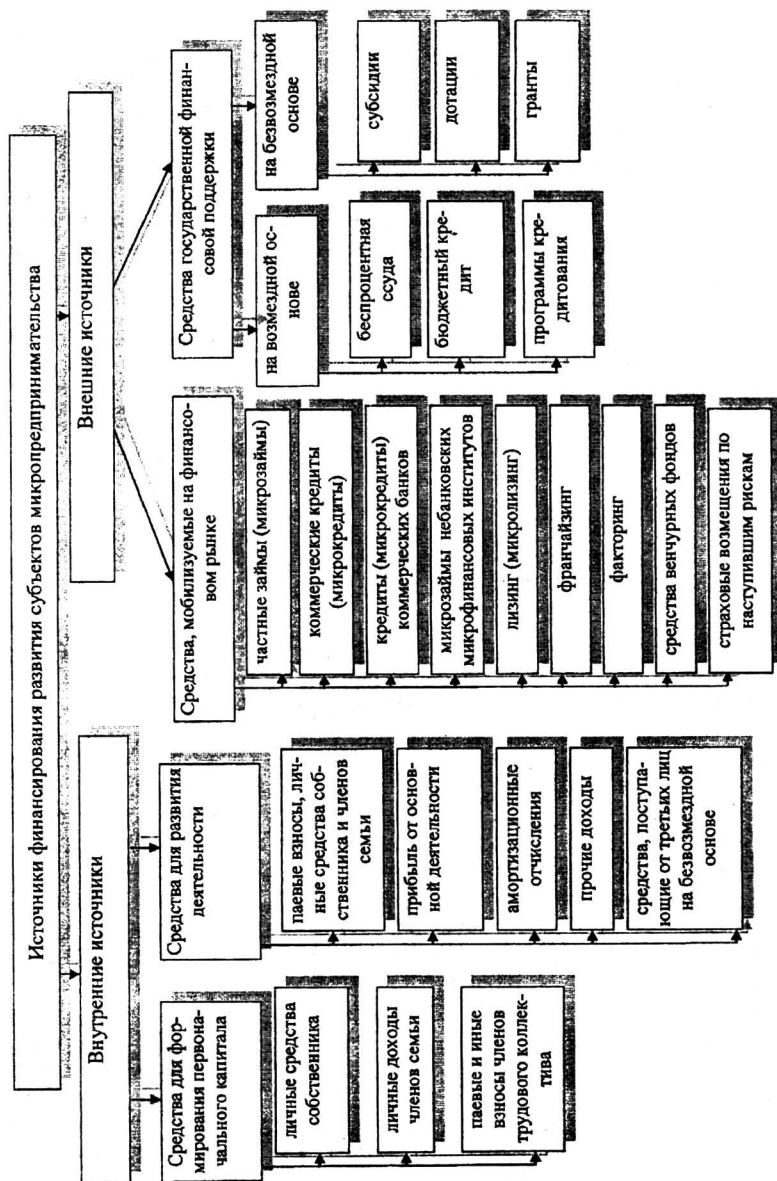 Источники финансирования развития субъектов микропредпринимательства
Внутренние источники
Внешние источники
Средства для фор-
мирования первона-
чального капитала
личные средства
собственника
личные доходы
членов семьи
паевые и иные
взносы членов
трудового коллек-
тива
Средства для развития
деятельности
паевые взносы, лич-
ные средства соб-
ственника и членов
семьи
прибыль от основ-
ной деятельности
амортизационные
отчисления
прочие доходы
средства, поступа-
ющие от третьих лиц
на безвозмездной
основе
Средства, мобилизуемые на финансо-
вом рынке
частные займы (микрозаймы)
коммерческие кредиты
(микрокредиты)
кредиты (микрокредиты)
коммерческих банков
микрозаймы небанковских
микрофинансовых институтов
лизинг (микролизинг)
франчайзинг
факторинг
средства венчурных фондов
страховые возмещения по
наступившим рискам
Средства государственной финан-
совой поддержки
на возмездной ос-
нове
беспроцентная
ссуда
бюджетный кре-
дит
программы кре-
дитования
на безвозмездной
основе
субсидии
дотации
гранты